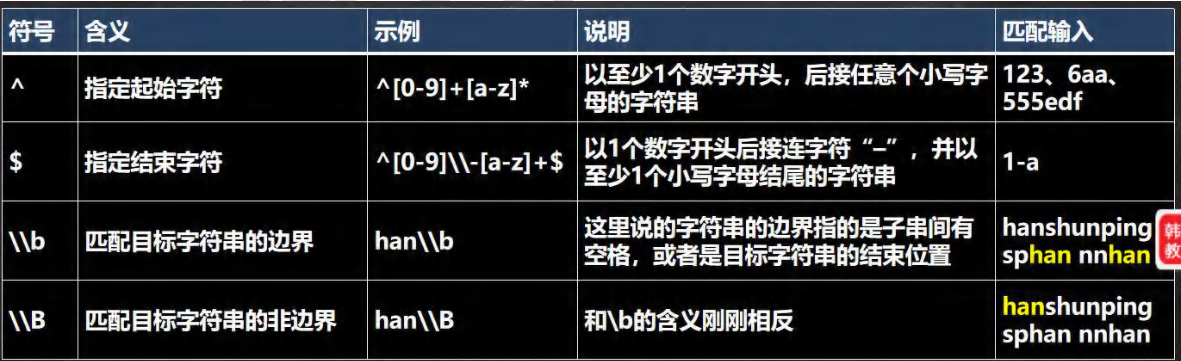 符号 含义 示例 说明 匹配输入
^ 指定起始字符 ^[0-9]+[a-z]* 以至少1个数字开头，后接任意个小写字母的字符串 123、6aa、555edf
$ 指定结束字符 ^[0-9]\\-[a-z]+$ 以1个数字开头后接连字符“–”，并以至少1个小写字母结尾的字符串 1-a
\\b 匹配目标字符串的边界 han\\b 这里说的字符串的边界指的是子串间有空格，或者是目标字符串的结束位置 hanshunping sphan nnhan
\\B 匹配目标字符串的非边界 han\\B 和\b的含义刚刚相反 hanshunping sphan nnhan
韩
教